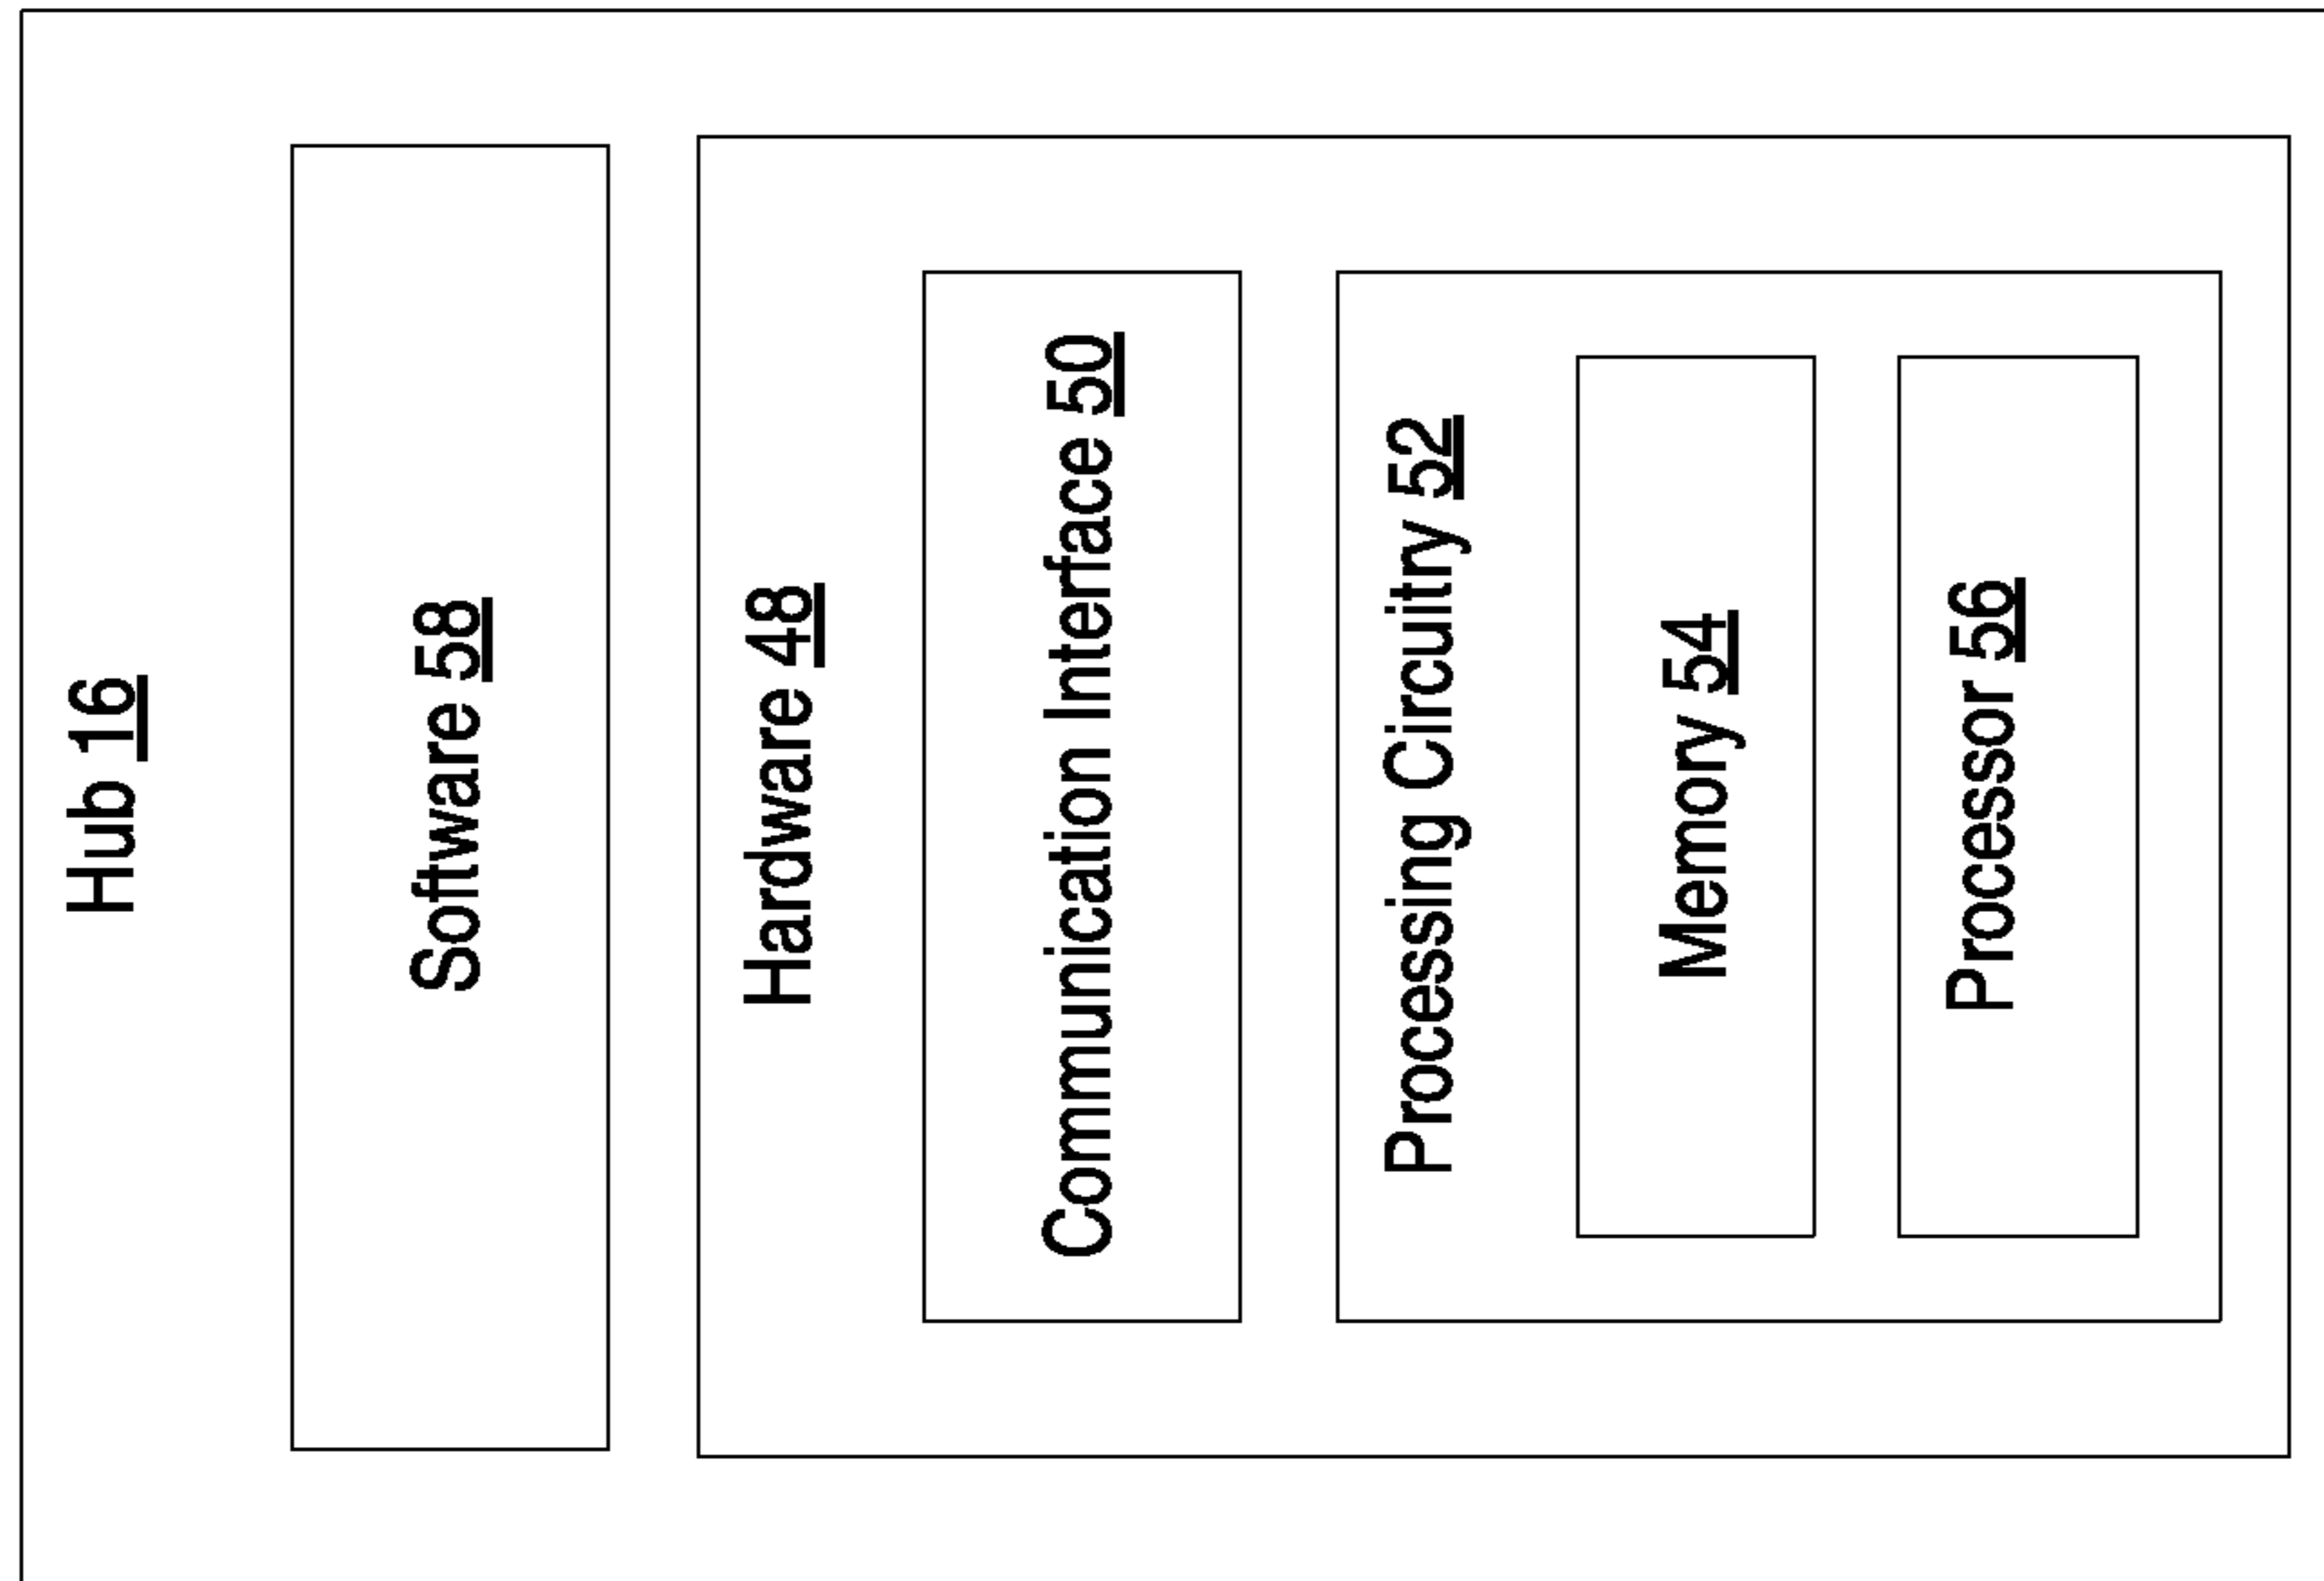 Hub 16
Software 58
Hardware 48
Communication Interface 50
Processing Circuitry 52
Memory 54
Processor 56